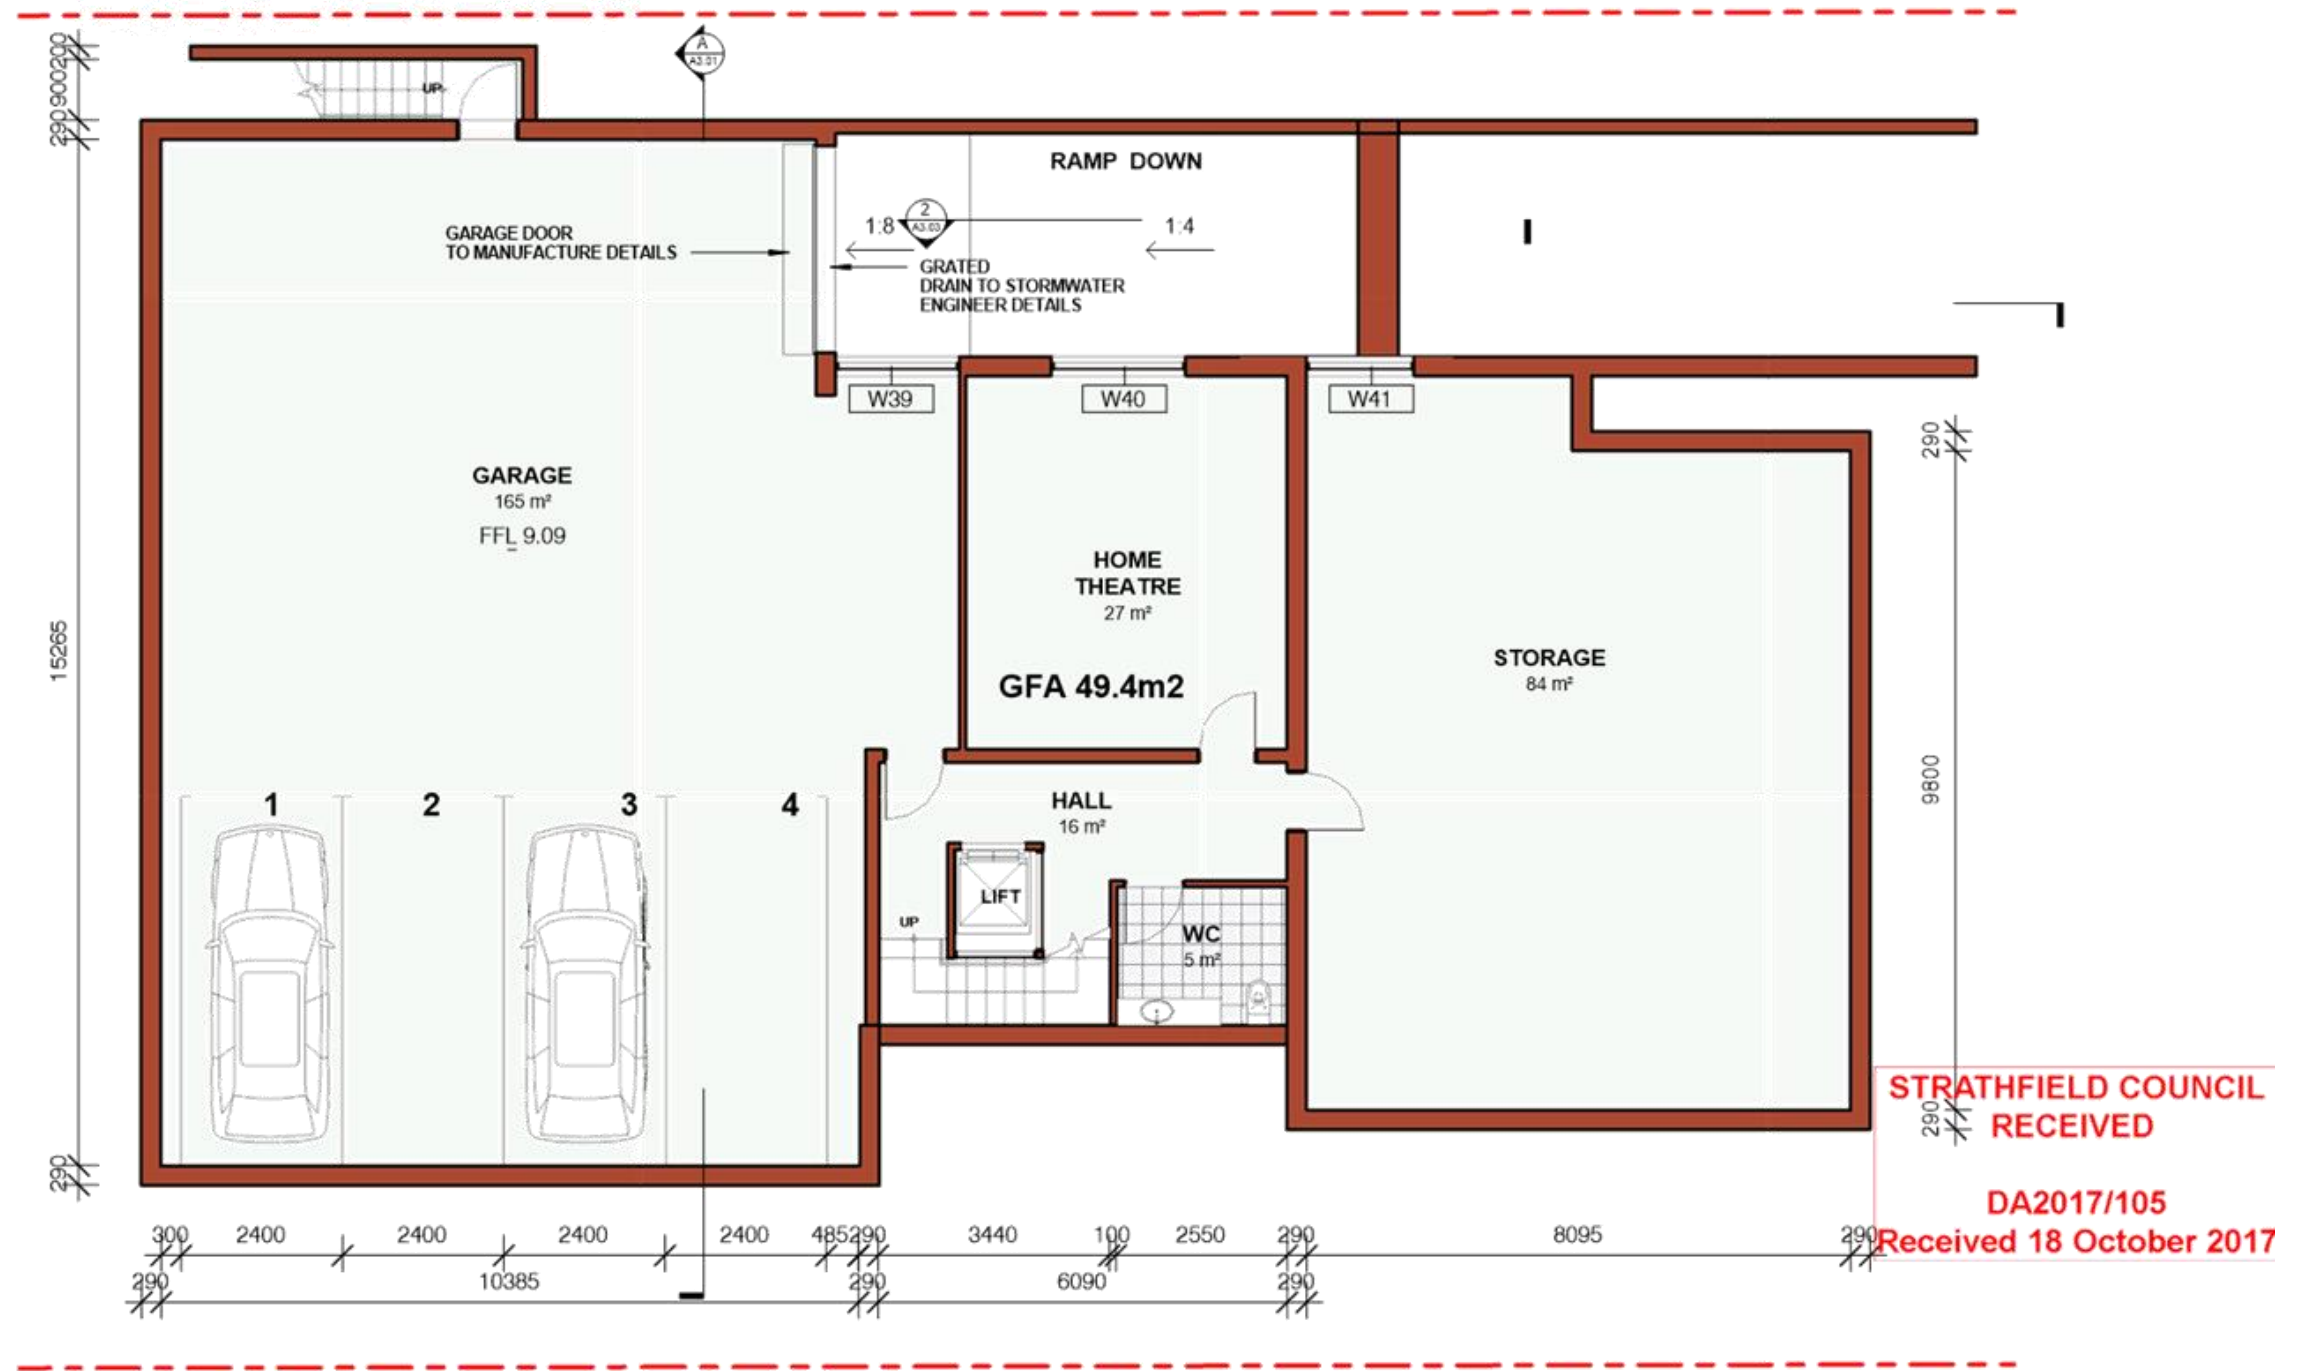 A
A3.01
200
900
290
UP
RAMP DOWN
2
A3.03
1:8
1:4
GARAGE DOOR
TO MANUFACTURE DETAILS
GRATED
DRAIN TO STORMWATER
ENGINEER DETAILS
W39
W40
W41
290
GARAGE
165 m²
FFL 9.09
HOME
THEATRE
27 m²
15265
GFA 49.4m2
STORAGE
84 m²
9800
1
2
3
4
HALL
16 m²
LIFT
UP
WC
5 m²
290
290
STRATHFIELD COUNCIL
RECEIVED
DA2017/105
Received 18 October 2017
300 2400 2400 2400 2400 485 290 3440 100 2550 290 8095 290
290 10385 290 6090 290